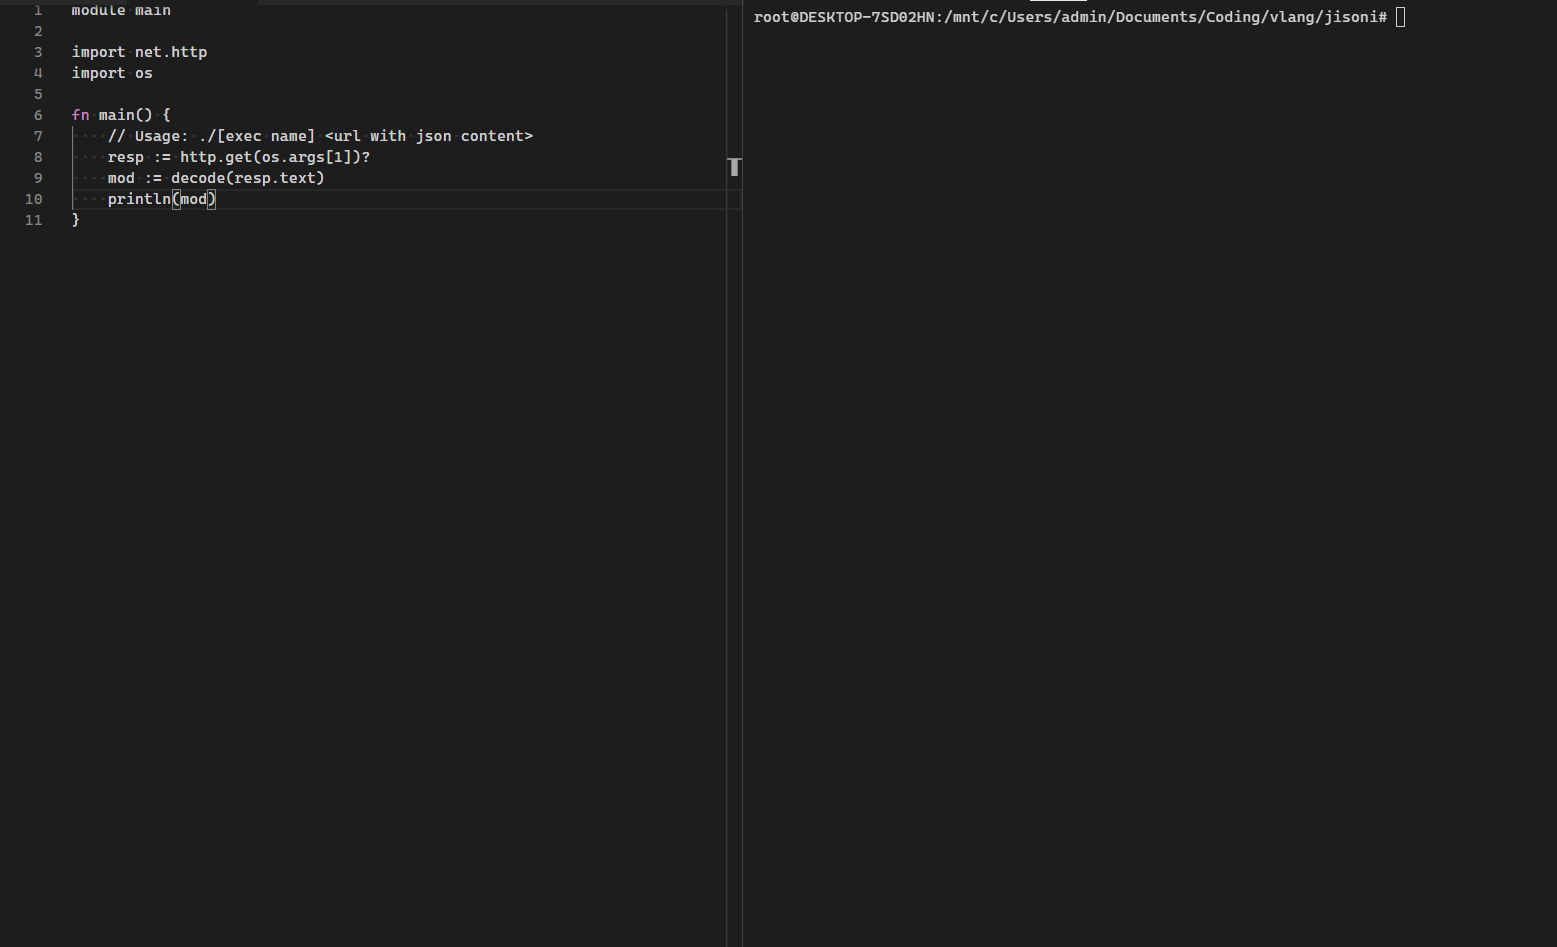 1 module main
2
3 import net.http
4 import os
5
6 fn main() {
7 // Usage: ./[exec name] <url with json content>
8 resp := http.get(os.args[1])?
9 mod := decode(resp.text)
10 println(mod)
11 }
root@DESKTOP-7SD02HN:/mnt/c/Users/admin/Documents/Coding/vlang/jisoni#